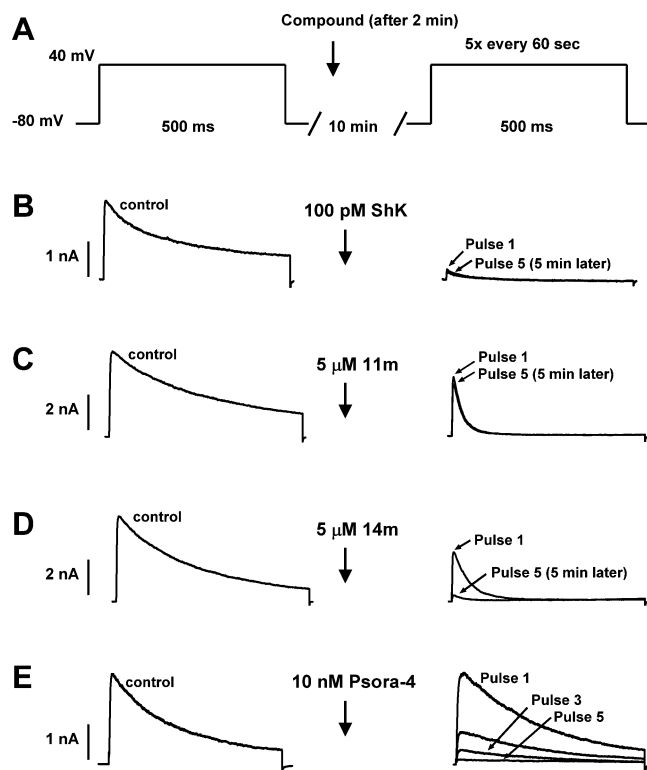 A
Compound (after 2 min)
40 mV
5x every 60 sec
-80 mV
500 ms
10 min
500 ms
B
control
100 pM ShK
1 nA
Pulse 1
Pulse 5 (5 min later)
C
control
5 μM 11m
2 nA
Pulse 1
Pulse 5 (5 min later)
D
control
5 μM 14m
2 nA
Pulse 1
Pulse 5 (5 min later)
E
control
10 nM Psora-4
1 nA
Pulse 1
Pulse 3
Pulse 5